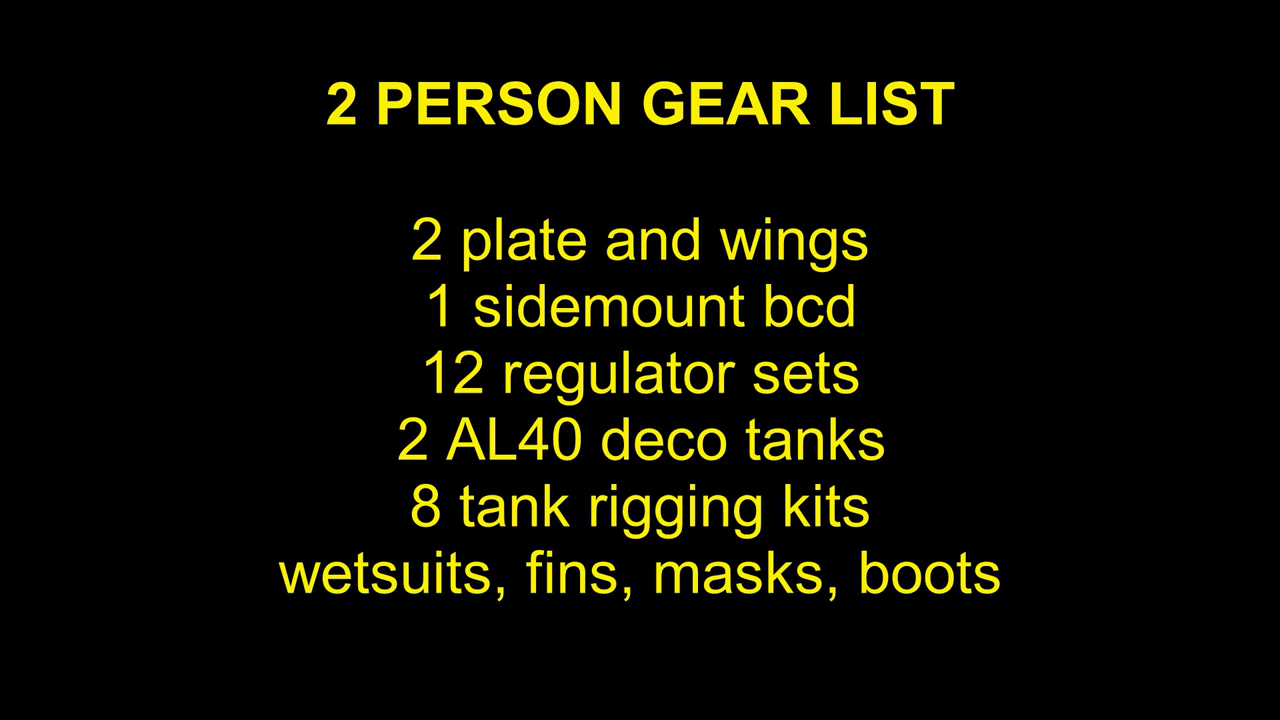 2 PERSON GEAR LIST
2 plate and wings
1 sidemount bcd
12 regulator sets
2 AL40 deco tanks
8 tank rigging kits
wetsuits, fins, masks, boots